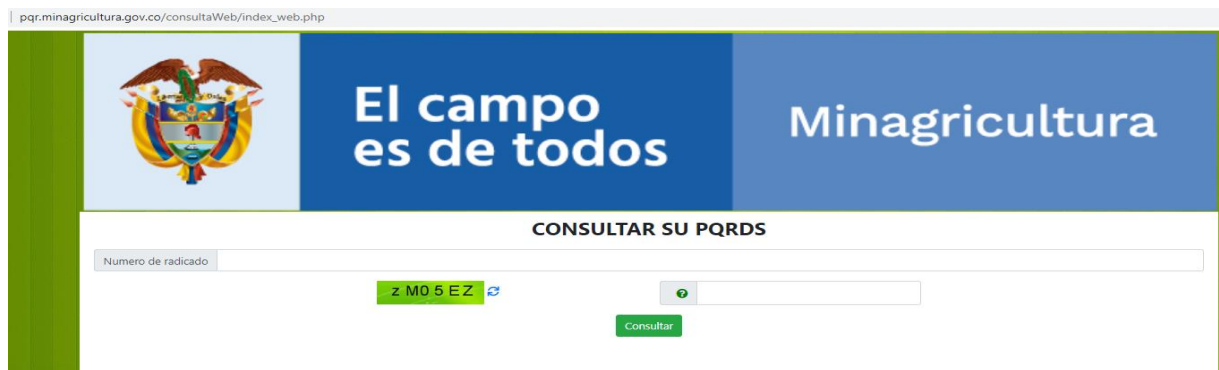 pqr.minagricultura.gov.co/consultaWeb/index_web.php
El campo
es de todos
Minagricultura
CONSULTAR SU PQRDS
Numero de radicado
z M0 5 E Z
Consultar